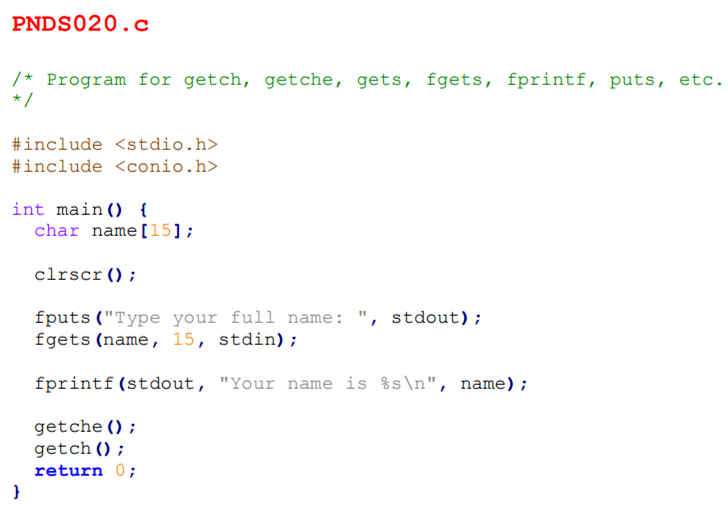 PNDS020.c
/* Program for getch, getche, gets, fgets, fprintf, puts, etc.
*/
#include <stdio.h>
#include <conio.h>
int main() {
  char name[15];
  clrscr();
  fputs("Type your full name: ", stdout);
  fgets(name, 15, stdin);
  fprintf(stdout, "Your name is %s\n", name);
  getche();
  getch();
  return 0;
}